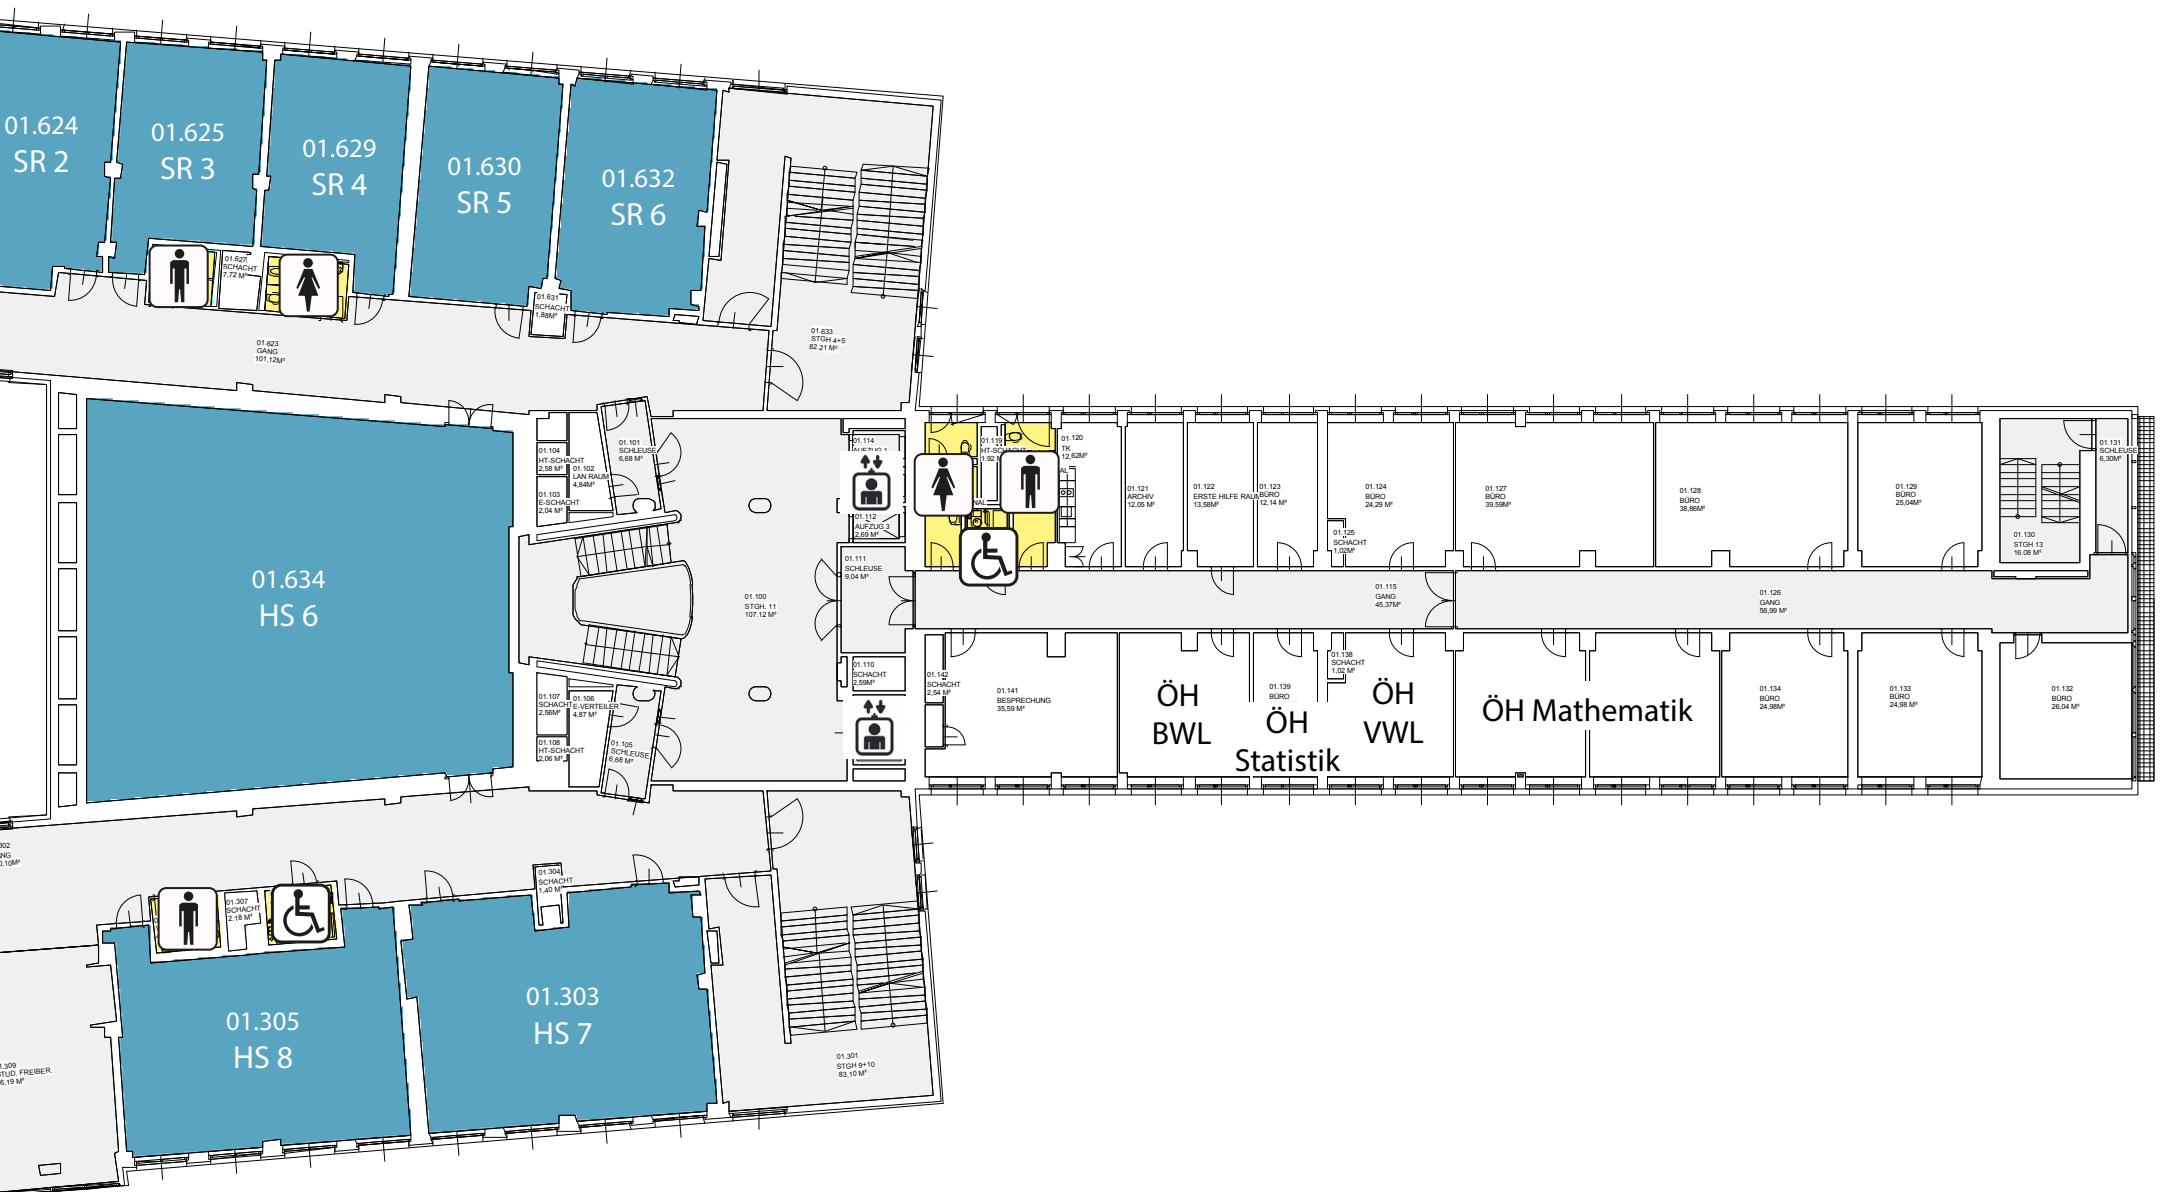 01.624
SR 2
01.625
SR 3
01.629
SR 4
01.630
SR 5
01.632
SR 6
01.627
SCHACHT
7,72 M²
01.631
SCHACHT
1,88M²
01.623
GANG
101,12M²
01.633
STGH 4+5
82.21 M²
01.634
HS 6
01.104
HT-SCHACHT
2,58 M²
01.102
LAN RAUM
4,84M²
01.103
E-SCHACHT
2,04 M²
01.101
SCHLEUSE
6,68 M²
01.114
01.112
AUFZUG 3
2,69 M²
01.111
SCHLEUSE
9,04 M²
01.100
STGH. 11
107.12 M²
01.110
SCHACHT
2,59M²
01.107
SCHACHT
2,56M²
01.106
E-VERTEILER
4,87 M²
01.108
HT-SCHACHT
2,06 M²
01.105
SCHLEUSE
6,68 M²
01.119
HT-SCHACHT
1.92 M²
01.120
TK
12,62M²
01.121
ARCHIV
12,05 M²
01.122
ERSTE HILFE RAUM
13,58M²
01.123
BÜRO
12,14 M²
01.124
BÜRO
24,29 M²
01.125
SCHACHT
1,02M²
01.127
BÜRO
39,59M²
01.128
BÜRO
38,86M²
01.129
BÜRO
25,04M²
01.130
STGH 13
16.08 M²
01.131
SCHLEUSE
6,30M²
01.115
GANG
45,37M²
01.126
GANG
56,99 M²
01.142
SCHACHT
2,54 M²
01.141
BESPRECHUNG
35,59 M²
ÖH
BWL
01.139
BÜRO
ÖH
Statistik
01.138
SCHACHT
1,02 M²
ÖH
VWL
ÖH Mathematik
01.134
BÜRO
24,98M²
01.133
BÜRO
24,98 M²
01.132
BÜRO
26,04 M²
01.304
SCHACHT
1,40 M²
01.307
SCHACHT
2.18 M²
01.305
HS 8
01.303
HS 7
01.301
STGH 9+10
83,10 M²